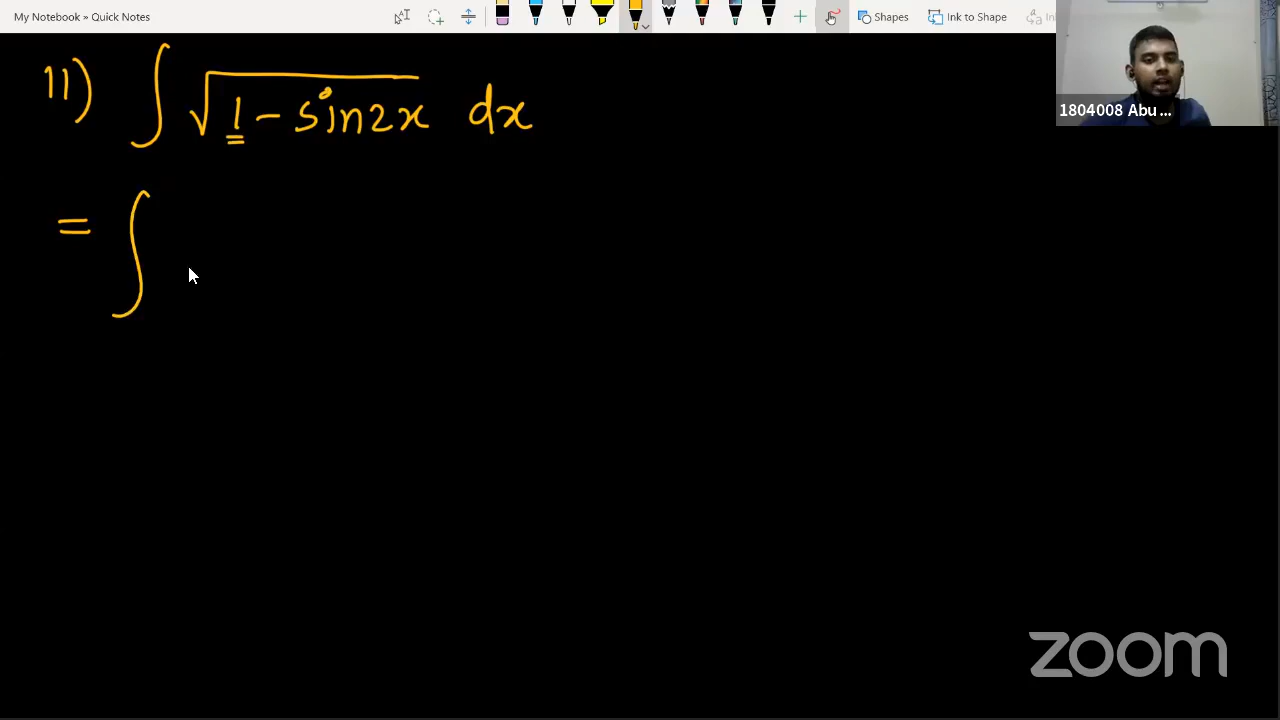 My Notebook » Quick Notes
Shapes
Ink to Shape
11) ∫ √1 - sin2x dx
1804008 Abu ...
= ∫
zoom